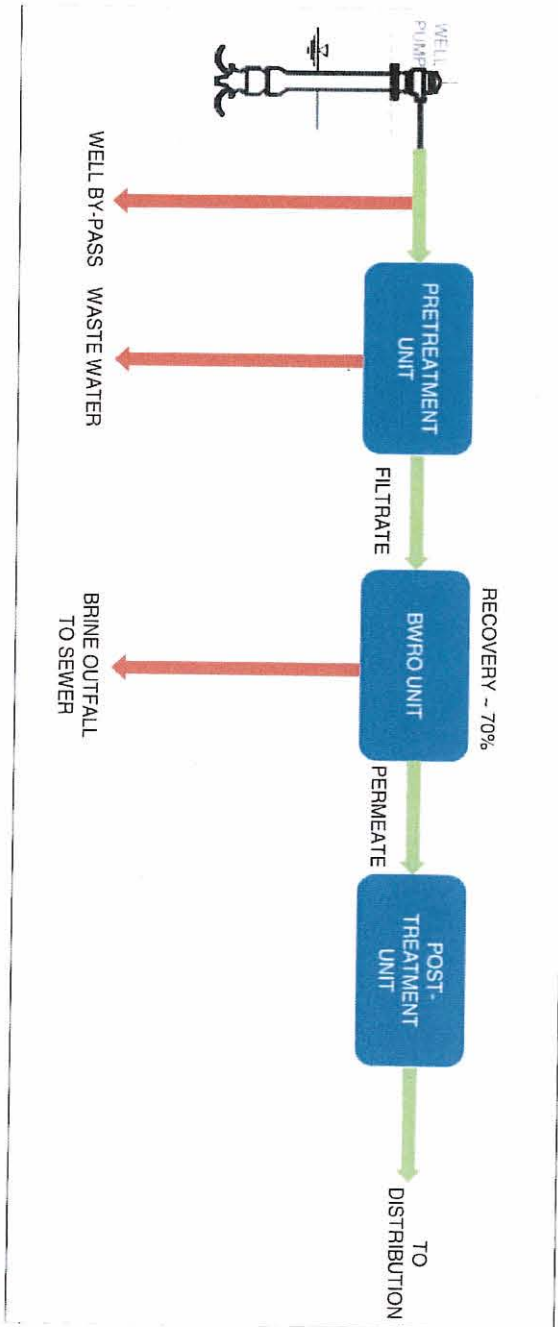 WELL
PUMP
WELL BY-PASS
PRETREATMENT
UNIT
WASTE WATER
FILTRATE
RECOVERY ~ 70%
BWRO UNIT
BRINE OUTFALL
TO SEWER
PERMEATE
POST-
TREATMENT
UNIT
TO
DISTRIBUTION